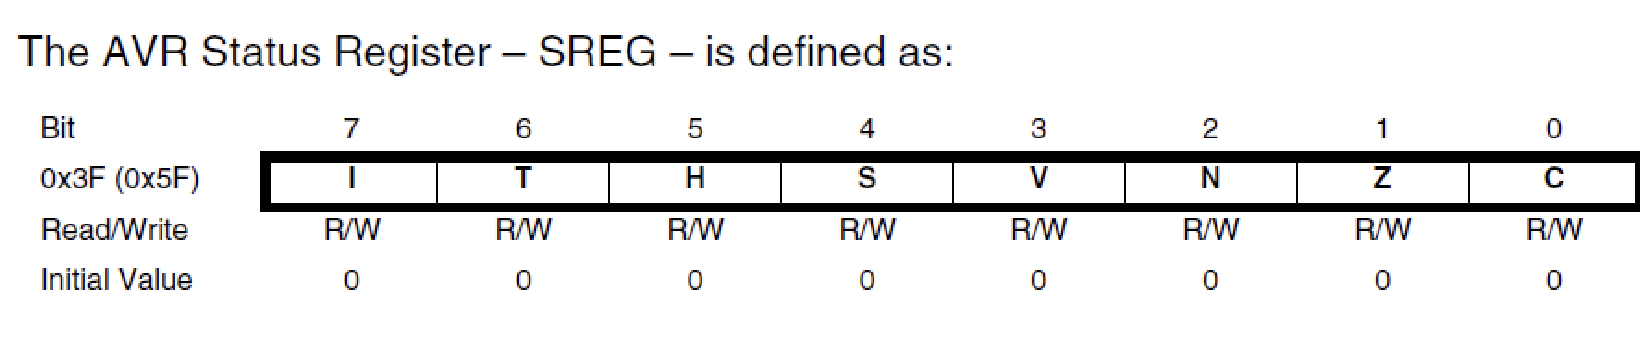 The AVR Status Register – SREG – is defined as:
Bit 7 6 5 4 3 2 1 0
0x3F (0x5F) I T H S V N Z C
Read/Write R/W R/W R/W R/W R/W R/W R/W R/W
Initial Value 0 0 0 0 0 0 0 0